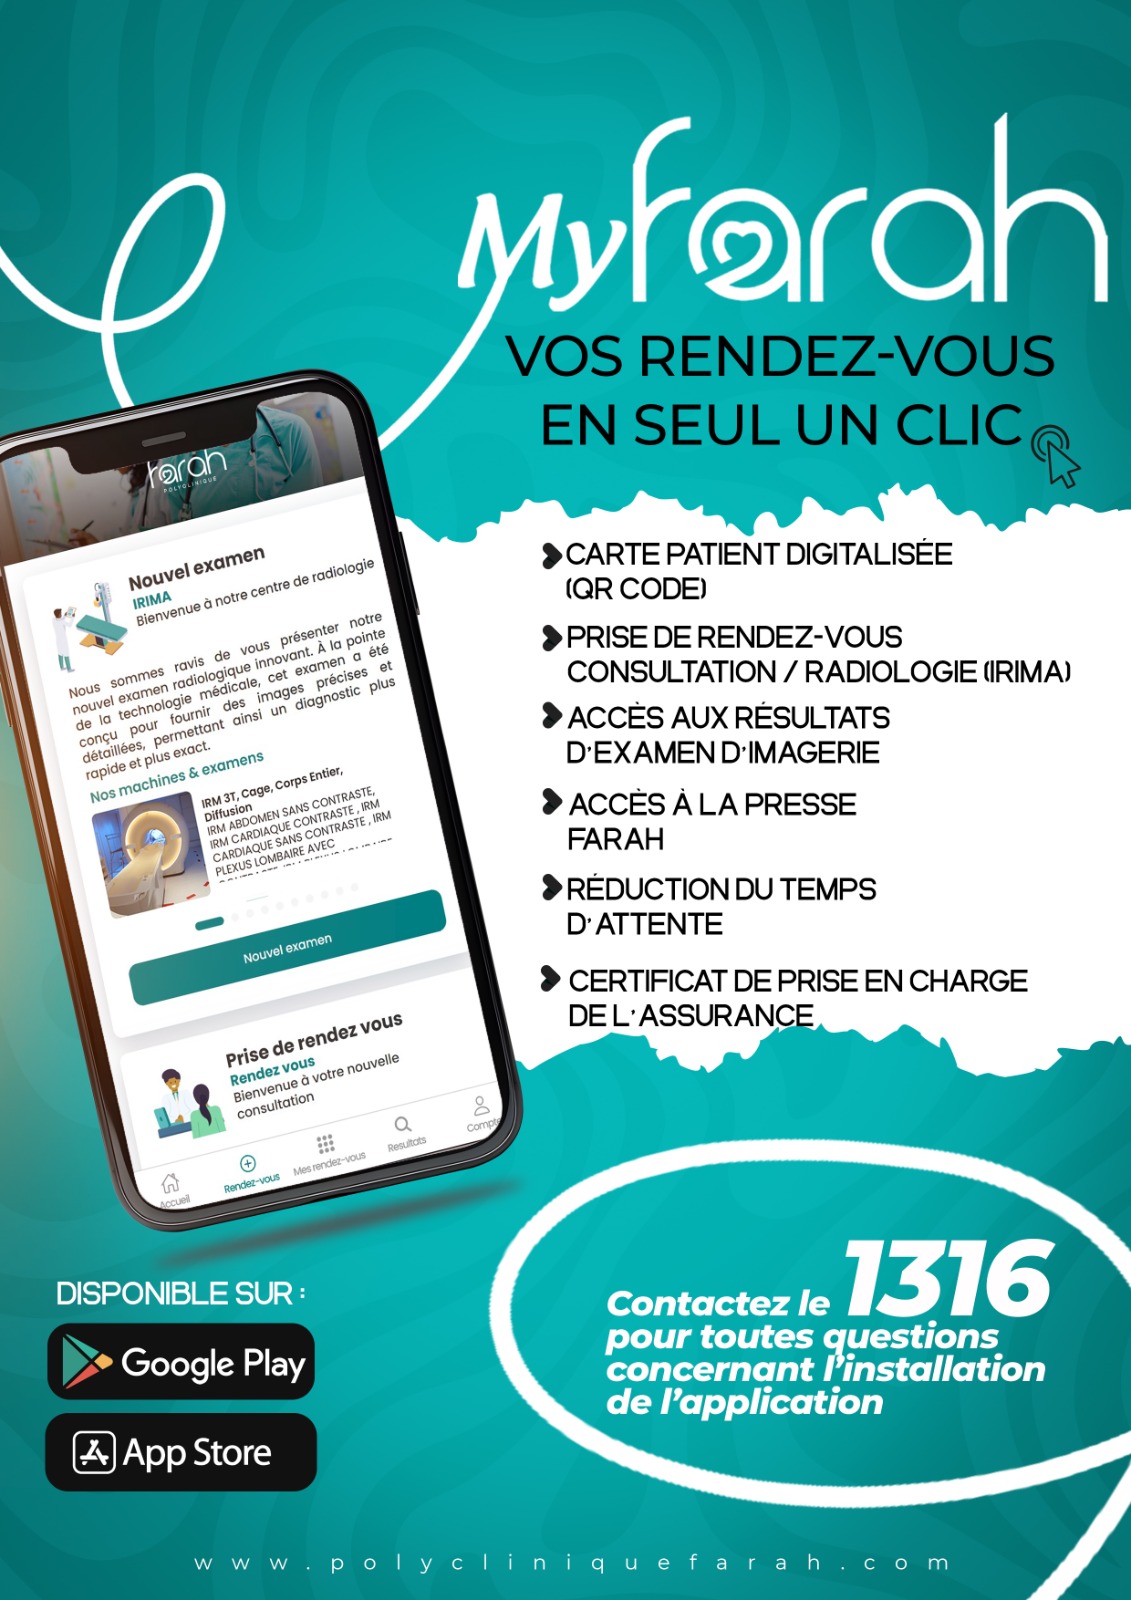 MyFarah
VOS RENDEZ-VOUS
EN SEUL UN CLIC
farah
POLYCLINIQUE
Nouvel examen
IRIMA
Bienvenue à notre centre de radiologie
Nous sommes ravis de vous présenter notre
nouvel examen radiologique innovant. À la pointe
de la technologie médicale, cet examen a été
conçu pour fournir des images précises et
détaillées, permettant ainsi un diagnostic plus
rapide et plus exact.
Nos machines & examens
IRM 3T, Cage, Corps Entier,
Diffusion
IRM ABDOMEN SANS CONTRASTE,
IRM CARDIAQUE CONTRASTE , IRM
CARDIAQUE SANS CONTRASTE , IRM
PLEXUS LOMBAIRE AVEC
Nouvel examen
Prise de rendez vous
Rendez vous
Bienvenue à votre nouvelle
consultation
Accueil
Rendez-vous
Mes rendez-vous
Resultats
Compte
CARTE PATIENT DIGITALISÉE
(QR CODE)
PRISE DE RENDEZ-VOUS
CONSULTATION / RADIOLOGIE (IRIMA)
ACCÈS AUX RÉSULTATS
D'EXAMEN D'IMAGERIE
ACCÈS À LA PRESSE
FARAH
RÉDUCTION DU TEMPS
D'ATTENTE
CERTIFICAT DE PRISE EN CHARGE
DE L'ASSURANCE
DISPONIBLE SUR :
Google Play
App Store
Contactez le 1316
pour toutes questions
concernant l'installation
de l'application
www.polycliniquefarah.com